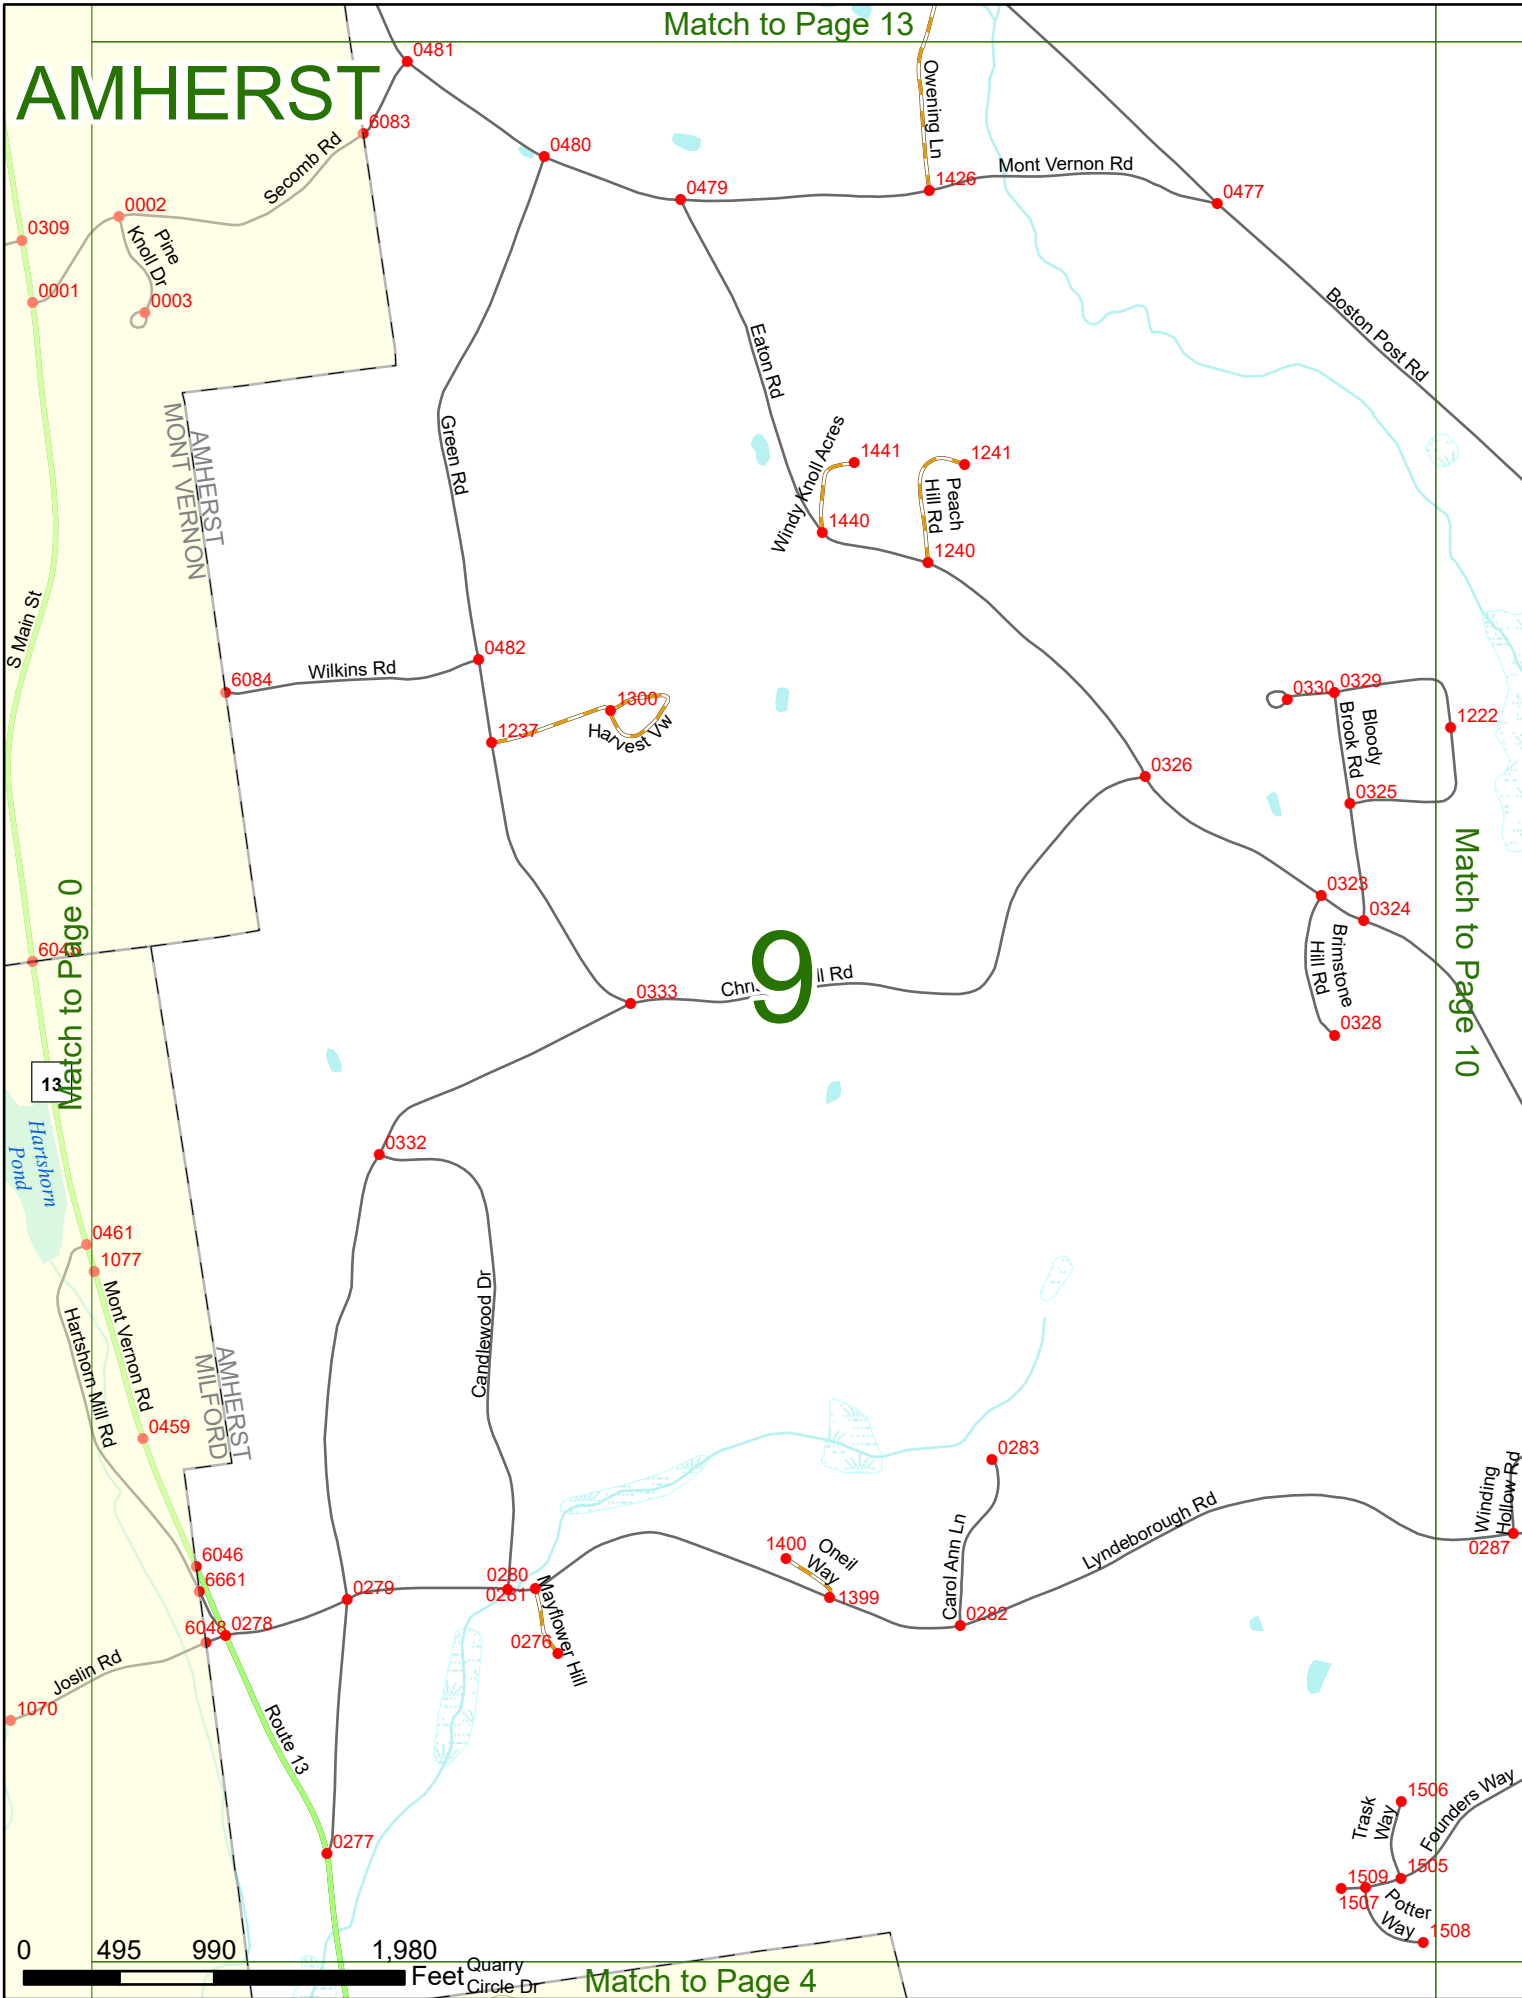 Match to Page 13
AMHERST
0481
6083
Secomb Rd
0480
0479
Owening Ln
1426
Mont Vernon Rd
0477
0002
0309
Pine
Knoll Dr
0001
0003
Boston Post Rd
Eaton Rd
AMHERST
MONT VERNON
Green Rd
Windy Knoll Acres
1441
1241
Peach
Hill Rd
1440
1240
S Main St
0482
6084
Wilkins Rd
1300
Harvest Vw
1237
0330
0329
Bloody
Brook Rd
1222
0326
0325
Match to Page 10
0323
0324
Brimstone
Hill Rd
0328
Match to Page 0
9
ll Rd
0333
13
Hartshorn
Pond
0332
0461
1077
Mont Vernon Rd
Hartshorn Mill Rd
AMHERST
MILFORD
Candlewood Dr
0459
0283
Winding
Hollow Rd
0287
Lyndeborough Rd
Carol Ann Ln
1400
Oneil
Way
1399
0282
6046
6661
0280
0281
0279
Mayflower Hill
0276
6048
0278
Joslin Rd
1070
Route 13
0277
1506
Trask
Way
Founders Way
1505
1509
1507
Potter
Way
1508
0 495 990 1,980
Feet
Quarry
Circle Dr
Match to Page 4